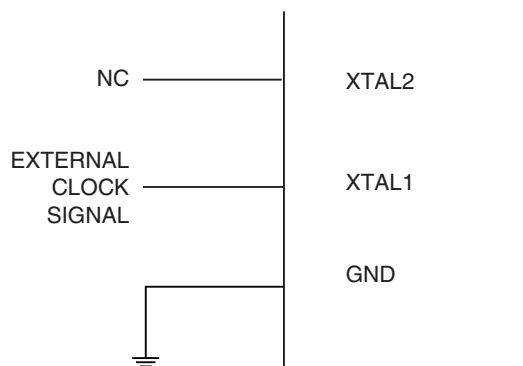 NC
XTAL2
EXTERNAL
CLOCK
SIGNAL
XTAL1
GND